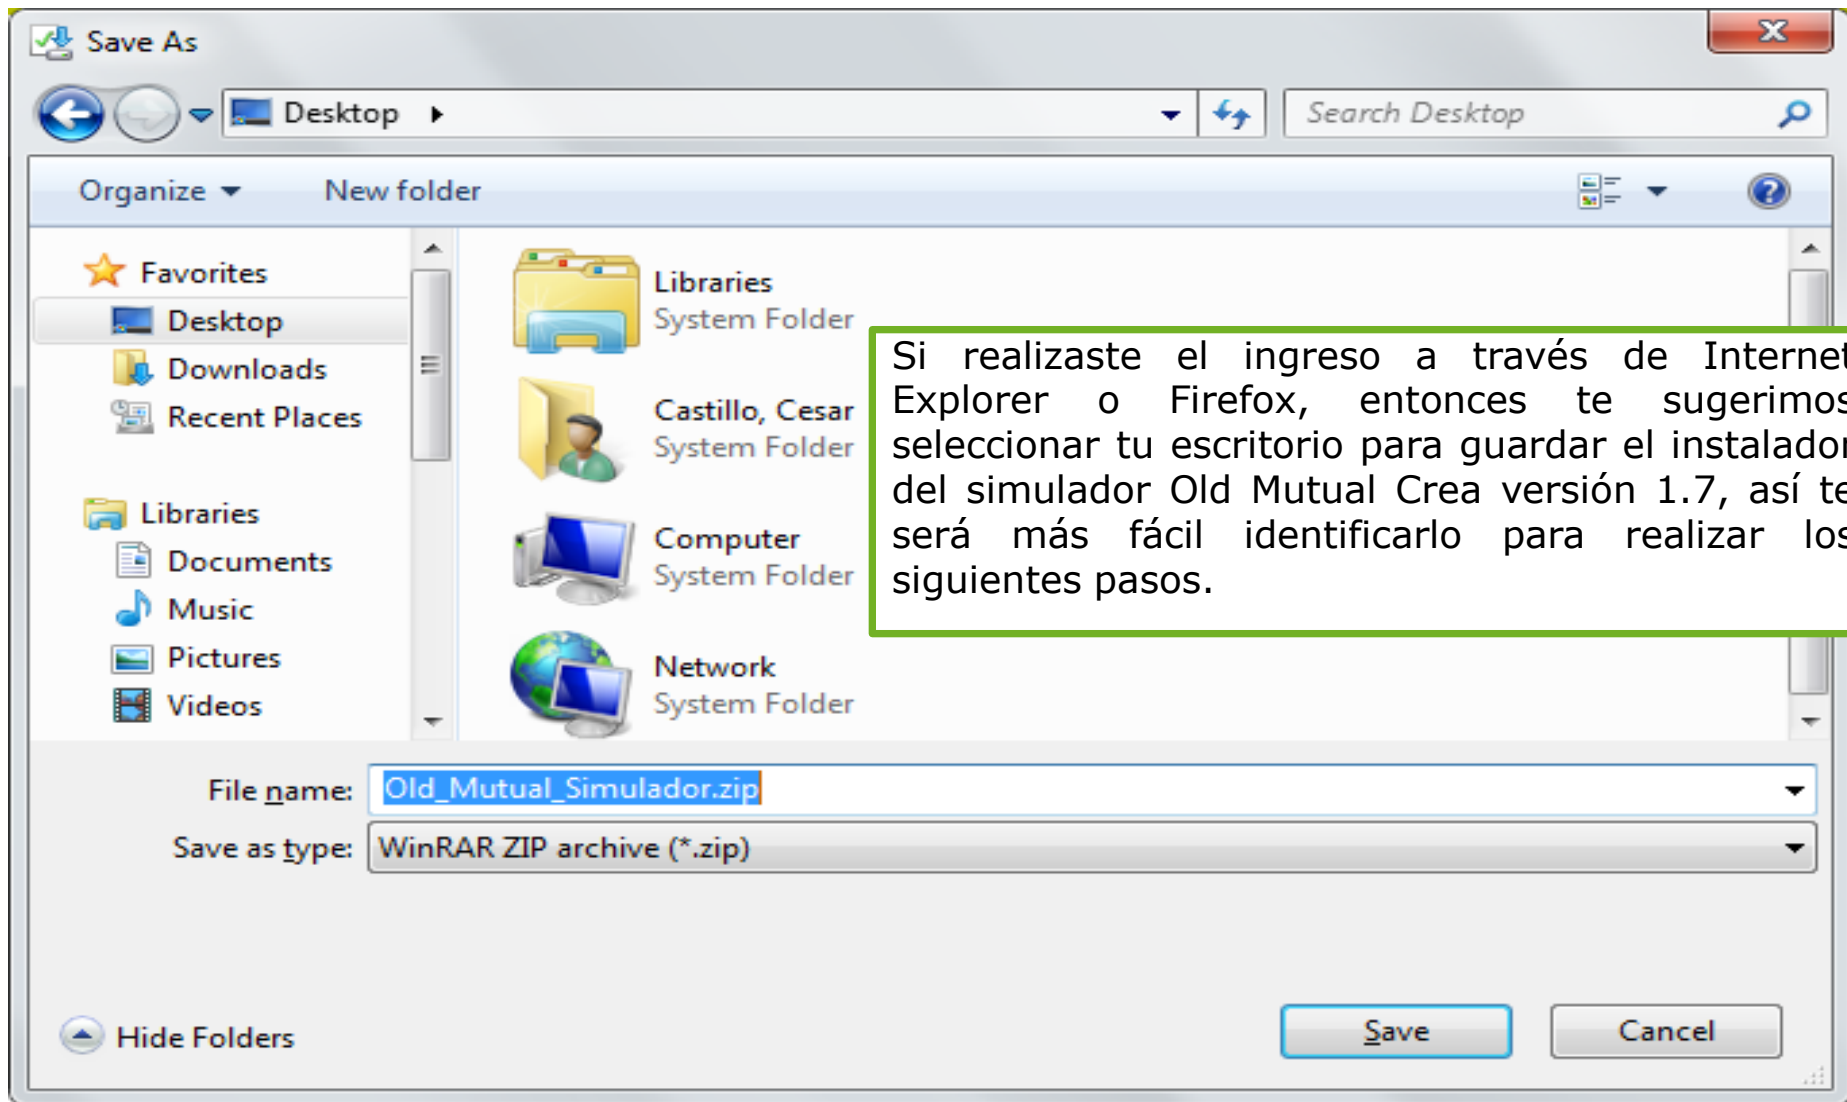 Save As
Desktop
Search Desktop
Organize
New folder
Favorites
Desktop
Downloads
Recent Places
Libraries
Documents
Music
Pictures
Videos
Libraries
System Folder
Castillo, Cesar
System Folder
Computer
System Folder
Network
System Folder
Si realizaste el ingreso a través de Internet
Explorer o Firefox, entonces te sugerimos
seleccionar tu escritorio para guardar el instalador
del simulador Old Mutual Crea versión 1.7, así te
será más fácil identificarlo para realizar los
siguientes pasos.
File name: Old_Mutual_Simulador.zip
Save as type: WinRAR ZIP archive (*.zip)
Hide Folders
Save
Cancel